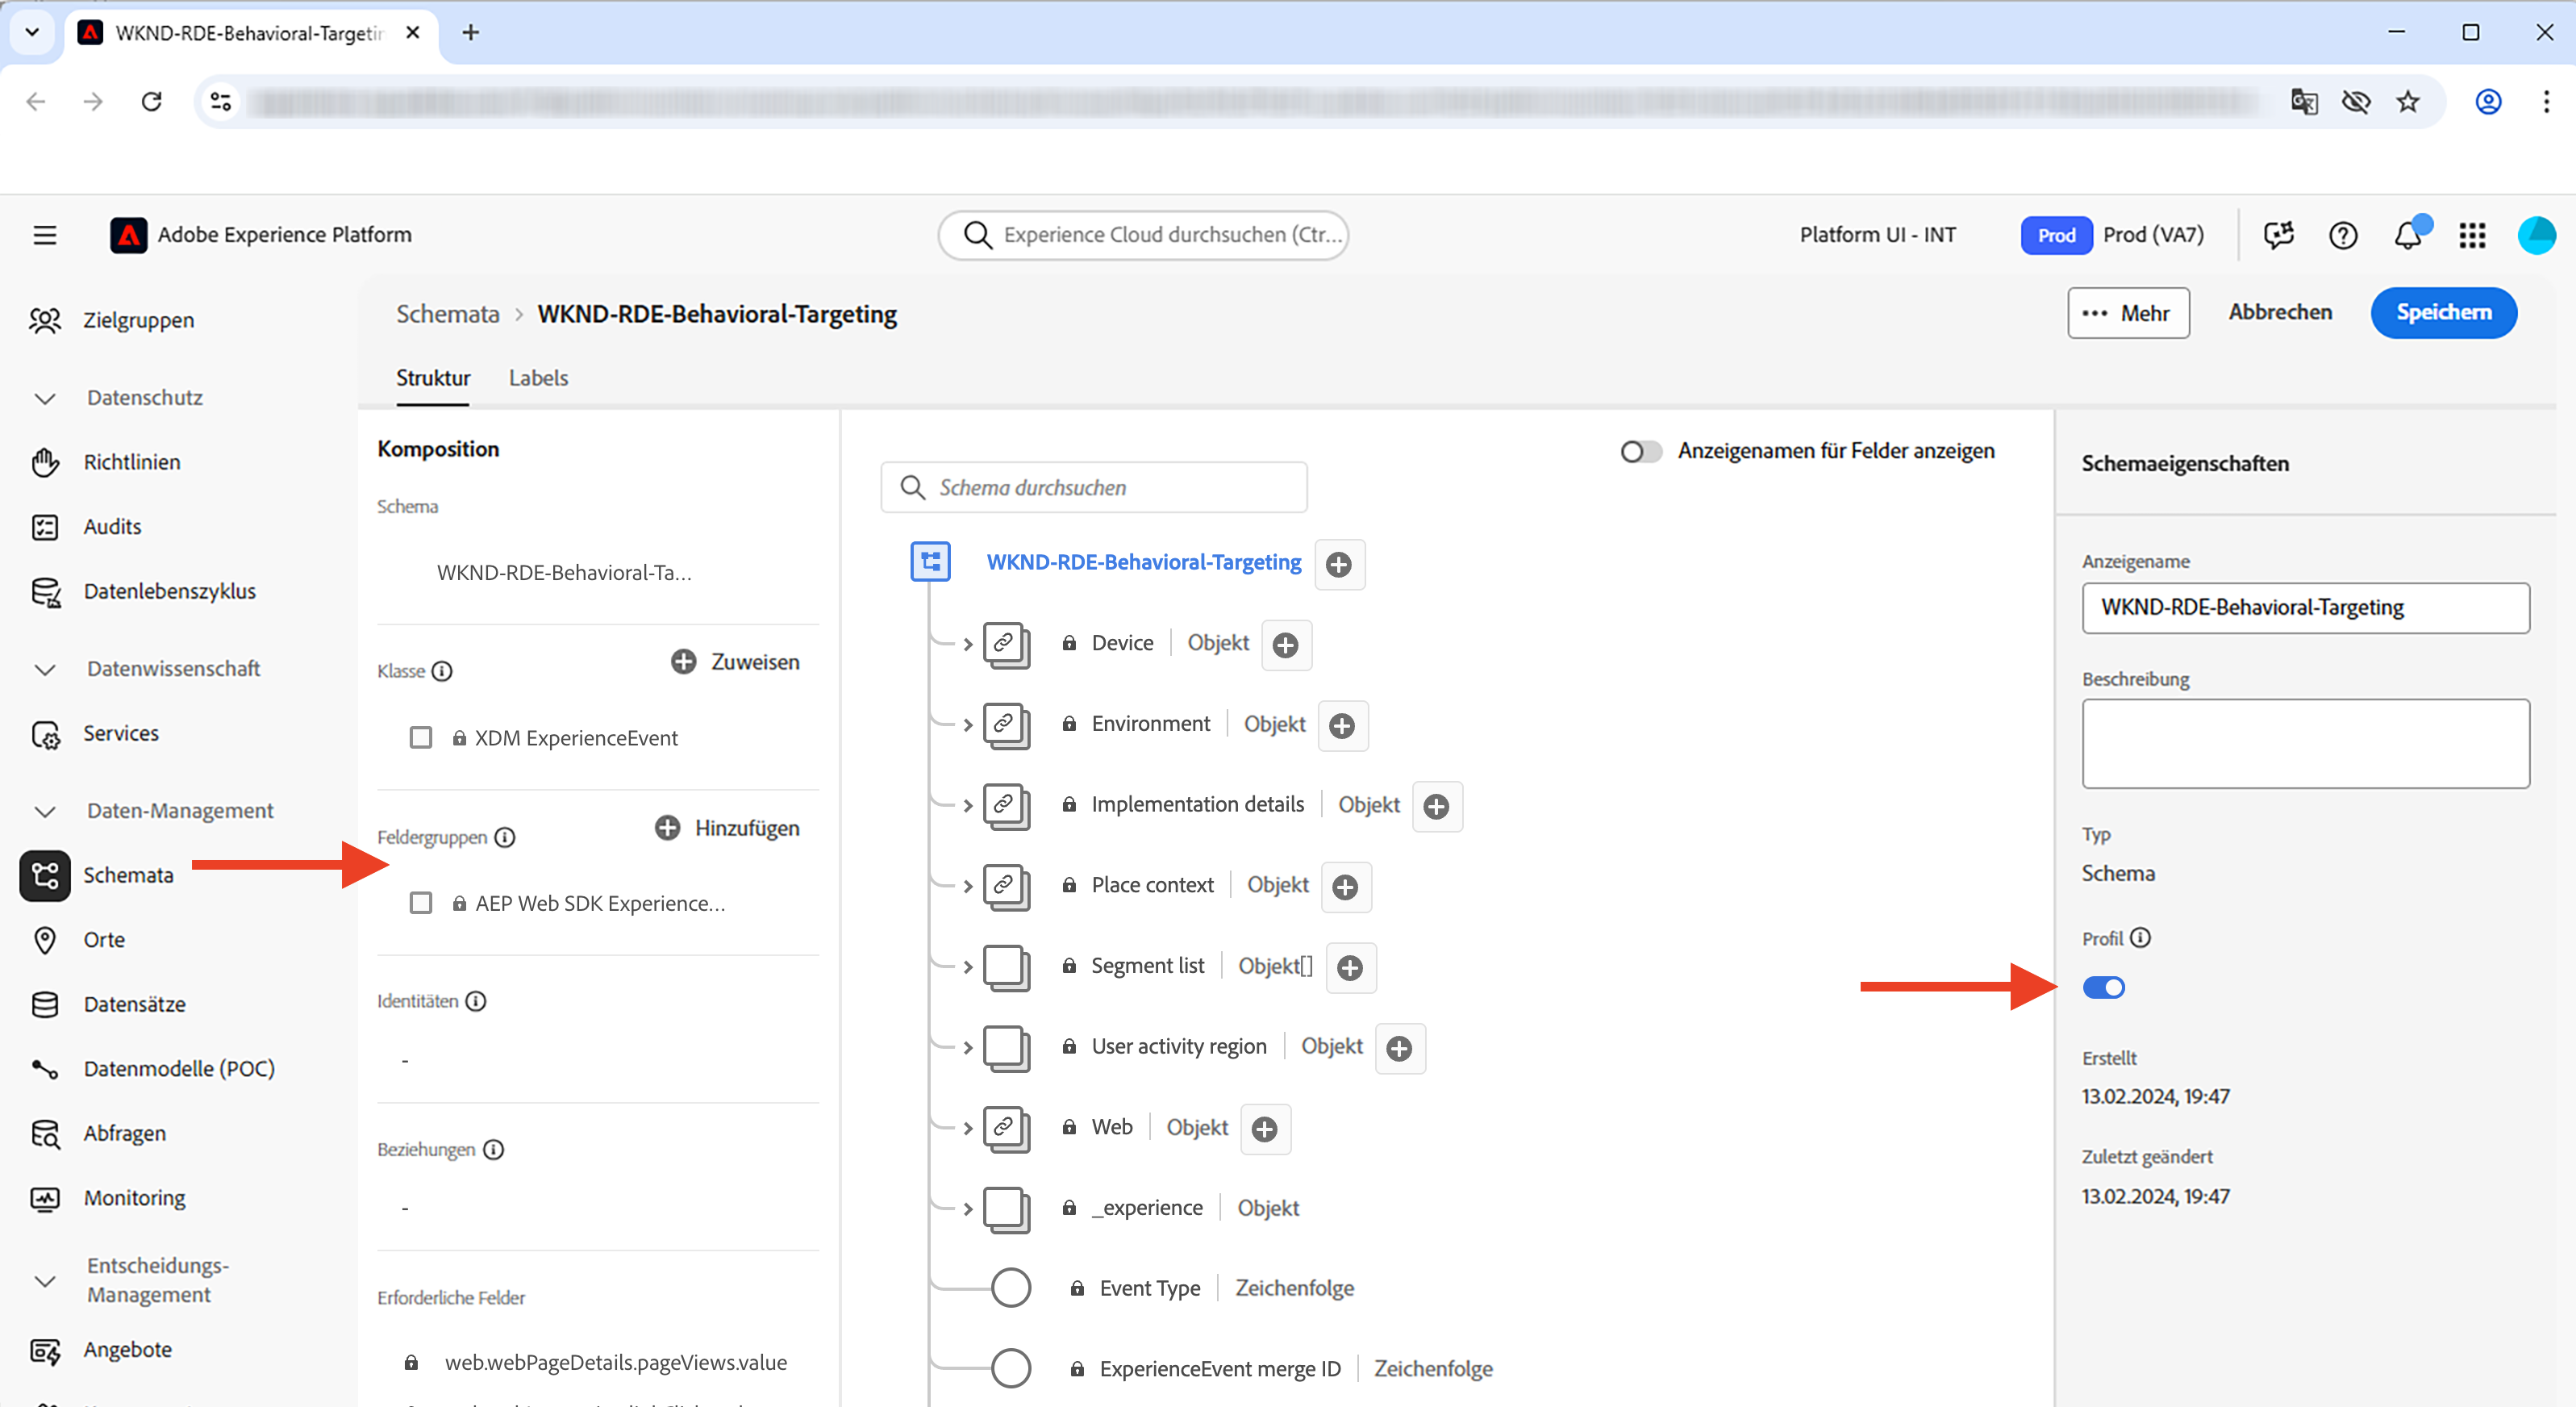 WKND-RDE-Behavioral-Targetin
Adobe Experience Platform
Experience Cloud durchsuchen (Ctr...
Platform UI - INT
Prod
Prod (VA7)
Zielgruppen
Datenschutz
Richtlinien
Audits
Datenlebenszyklus
Datenwissenschaft
Services
Daten-Management
Schemata
Orte
Datensätze
Datenmodelle (POC)
Abfragen
Monitoring
Entscheidungs-
Management
Angebote
Schemata > WKND-RDE-Behavioral-Targeting
••• Mehr
Abbrechen
Speichern
Struktur
Labels
Komposition
Schema
WKND-RDE-Behavioral-Ta...
Klasse
Zuweisen
XDM ExperienceEvent
Feldergruppen
Hinzufügen
AEP Web SDK Experience...
Identitäten
-
Beziehungen
-
Erforderliche Felder
web.webPageDetails.pageViews.value
Anzeigenamen für Felder anzeigen
Schema durchsuchen
WKND-RDE-Behavioral-Targeting
Device | Objekt
Environment | Objekt
Implementation details | Objekt
Place context | Objekt
Segment list | Objekt[]
User activity region | Objekt
Web | Objekt
_experience | Objekt
Event Type | Zeichenfolge
ExperienceEvent merge ID | Zeichenfolge
Schemaeigenschaften
Anzeigename
WKND-RDE-Behavioral-Targeting
Beschreibung
Typ
Schema
Profil
Erstellt
13.02.2024, 19:47
Zuletzt geändert
13.02.2024, 19:47